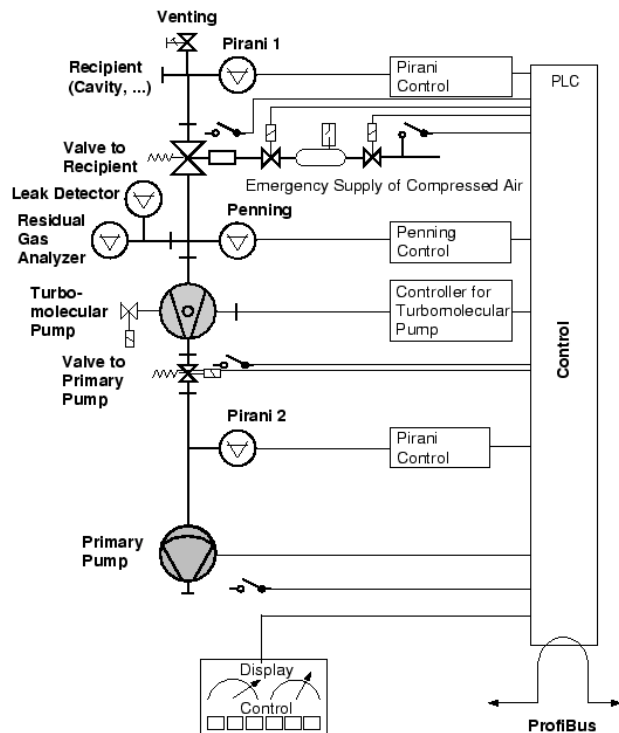 Venting
Pirani 1
Recipient
(Cavity, ...)
Pirani
Control
PLC
Valve to
Recipient
Emergency Supply of Compressed Air
Leak Detector
Residual
Gas
Analyzer
Penning
Penning
Control
Turbo-
molecular
Pump
Controller for
Turbomolecular
Pump
Valve to
Primary
Pump
Control
Pirani 2
Pirani
Control
Primary
Pump
Display
Control
ProfiBus